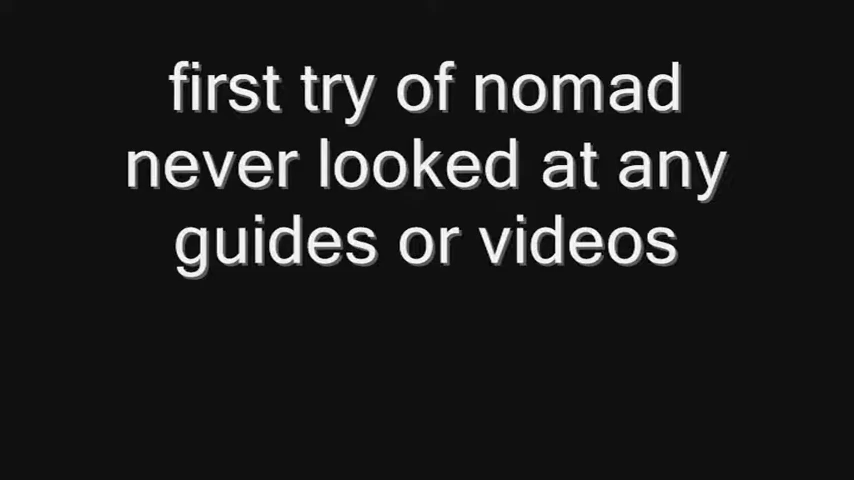 first try of nomad
never looked at any
guides or videos